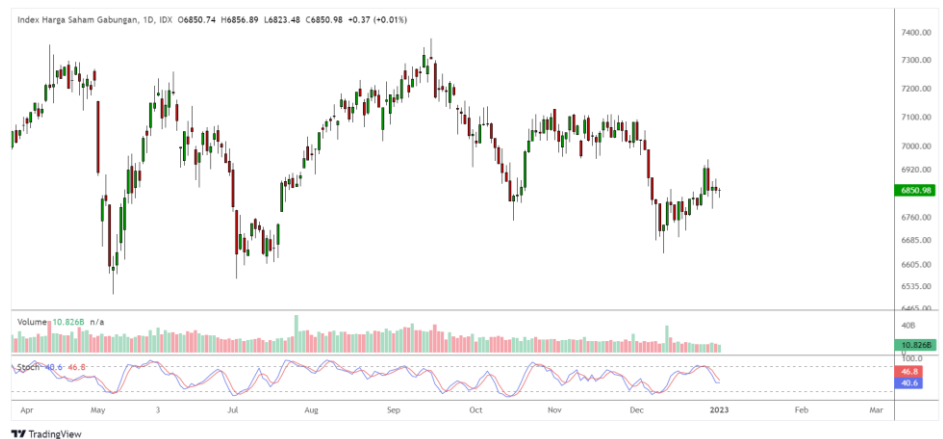 Index Harga Saham Gabungan, 1D, IDX O6850.74 H6856.89 L6823.48 C6850.98 +0.37 (+0.01%)
7400.00
7300.00
7200.00
7100.00
7000.00
6920.00
6850.98
6760.00
6685.00
6605.00
6535.00
6465.00
Volume 10.826B n/a
40B
10.826B
0
Stoch 40.6 46.8
100.0
46.8
40.6
Apr May 3 Jul Aug Sep Oct Nov Dec 2023 Feb Mar
TradingView